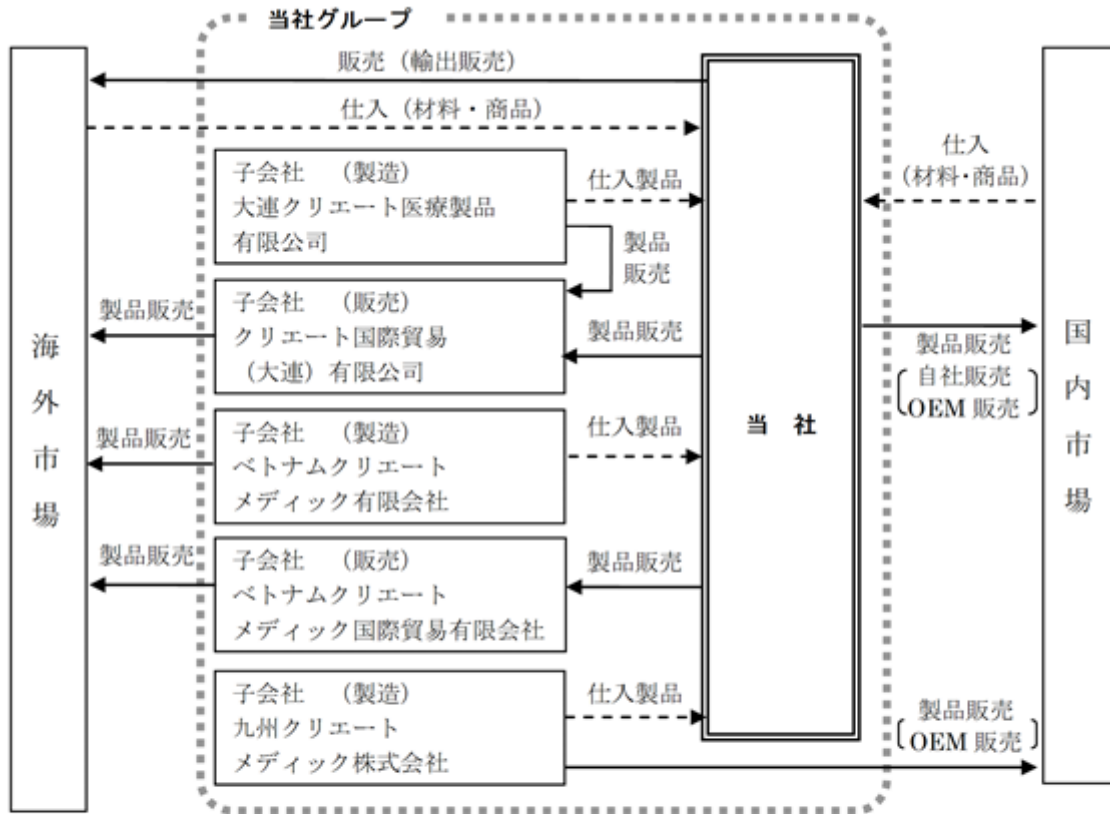 当社グループ
販売（輸出販売）
仕入（材料・商品）
子会社　（製造）
大連クリエート医療製品
有限公司
仕入製品
製品
販売
子会社　（販売）
クリエート国際貿易
（大連）有限公司
製品販売
製品販売
子会社　（製造）
ベトナムクリエート
メディック有限会社
製品販売
仕入製品
子会社　（販売）
ベトナムクリエート
メディック国際貿易有限会社
製品販売
製品販売
子会社　（製造）
九州クリエート
メディック株式会社
仕入製品
海外市場
当　社
仕入
（材料・商品）
製品販売
自社販売
OEM 販売
製品販売
OEM 販売
国内市場